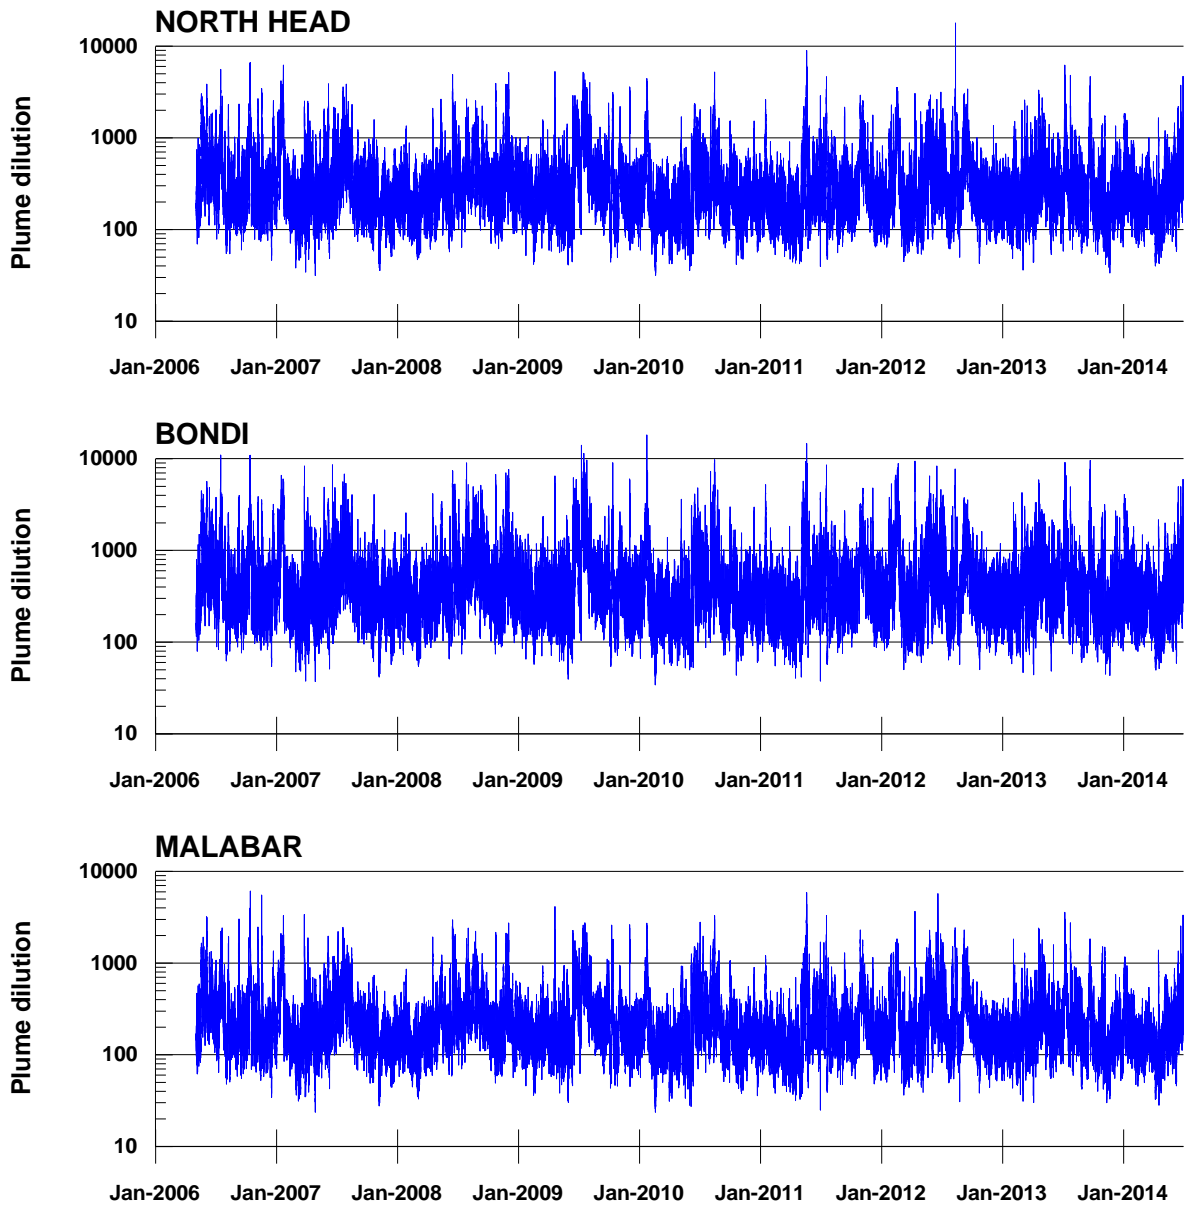 NORTH HEAD
Plume dilution
10000
1000
100
10
Jan-2006 Jan-2007 Jan-2008 Jan-2009 Jan-2010 Jan-2011 Jan-2012 Jan-2013 Jan-2014
BONDI
Plume dilution
10000
1000
100
10
Jan-2006 Jan-2007 Jan-2008 Jan-2009 Jan-2010 Jan-2011 Jan-2012 Jan-2013 Jan-2014
MALABAR
Plume dilution
10000
1000
100
10
Jan-2006 Jan-2007 Jan-2008 Jan-2009 Jan-2010 Jan-2011 Jan-2012 Jan-2013 Jan-2014